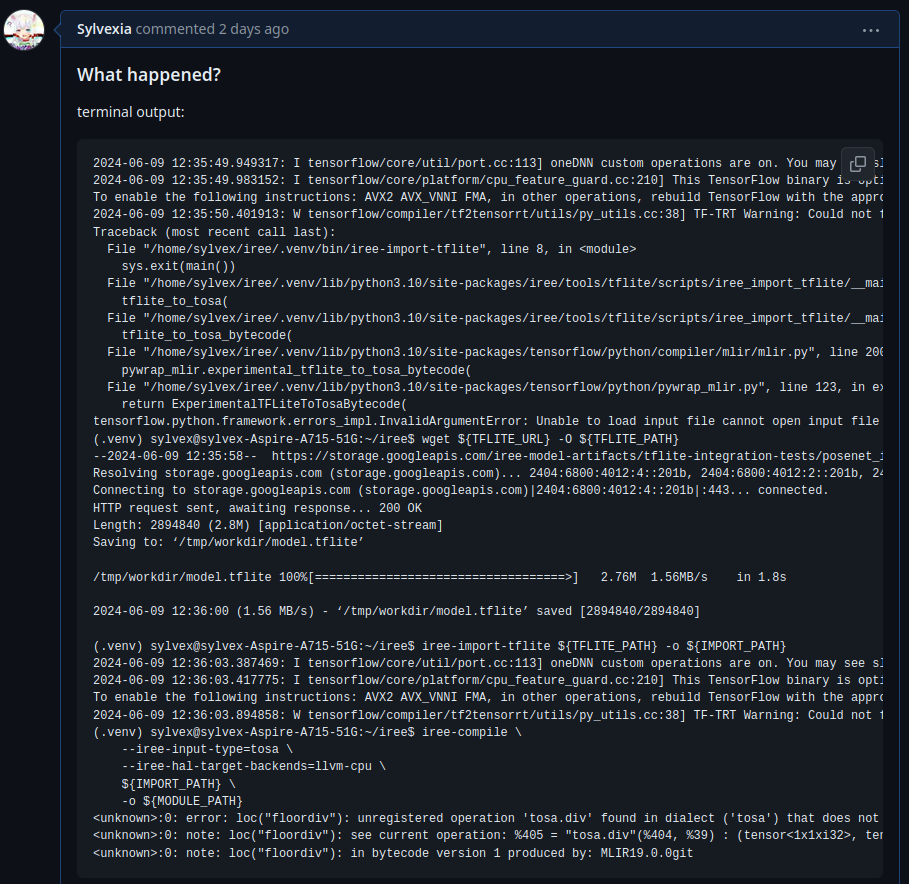 Sylvexia commented 2 days ago
...
What happened?
terminal output:
2024-06-09 12:35:49.949317: I tensorflow/core/util/port.cc:113] oneDNN custom operations are on. You may
2024-06-09 12:35:49.983152: I tensorflow/core/platform/cpu_feature_guard.cc:210] This TensorFlow binary is opti
To enable the following instructions: AVX2 AVX_VNNI FMA, in other operations, rebuild TensorFlow with the appro
2024-06-09 12:35:50.401913: W tensorflow/compiler/tf2tensorrt/utils/py_utils.cc:38] TF-TRT Warning: Could not f
Traceback (most recent call last):
  File "/home/sylvex/iree/.venv/bin/iree-import-tflite", line 8, in <module>
    sys.exit(main())
  File "/home/sylvex/iree/.venv/lib/python3.10/site-packages/iree/tools/tflite/scripts/iree_import_tflite/__mai
    tflite_to_tosa(
  File "/home/sylvex/iree/.venv/lib/python3.10/site-packages/iree/tools/tflite/scripts/iree_import_tflite/__mai
    tflite_to_tosa_bytecode(
  File "/home/sylvex/iree/.venv/lib/python3.10/site-packages/tensorflow/python/compiler/mlir/mlir.py", line 200
    pywrap_mlir.experimental_tflite_to_tosa_bytecode(
  File "/home/sylvex/iree/.venv/lib/python3.10/site-packages/tensorflow/python/pywrap_mlir.py", line 123, in ex
    return ExperimentalTFLiteToTosaBytecode(
tensorflow.python.framework.errors_impl.InvalidArgumentError: Unable to load input file cannot open input file
(.venv) sylvex@sylvex-Aspire-A715-51G:~/iree$ wget ${TFLITE_URL} -O ${TFLITE_PATH}
--2024-06-09 12:35:58--  https://storage.googleapis.com/iree-model-artifacts/tflite-integration-tests/posenet_i
Resolving storage.googleapis.com (storage.googleapis.com)... 2404:6800:4012:4::201b, 2404:6800:4012:2::201b, 24
Connecting to storage.googleapis.com (storage.googleapis.com)|2404:6800:4012:4::201b|:443... connected.
HTTP request sent, awaiting response... 200 OK
Length: 2894840 (2.8M) [application/octet-stream]
Saving to: ‘/tmp/workdir/model.tflite’
/tmp/workdir/model.tflite 100%[===================================>]   2.76M  1.56MB/s    in 1.8s
2024-06-09 12:36:00 (1.56 MB/s) - ‘/tmp/workdir/model.tflite’ saved [2894840/2894840]
(.venv) sylvex@sylvex-Aspire-A715-51G:~/iree$ iree-import-tflite ${TFLITE_PATH} -o ${IMPORT_PATH}
2024-06-09 12:36:03.387469: I tensorflow/core/util/port.cc:113] oneDNN custom operations are on. You may see sl
2024-06-09 12:36:03.417775: I tensorflow/core/platform/cpu_feature_guard.cc:210] This TensorFlow binary is opti
To enable the following instructions: AVX2 AVX_VNNI FMA, in other operations, rebuild TensorFlow with the appro
2024-06-09 12:36:03.894858: W tensorflow/compiler/tf2tensorrt/utils/py_utils.cc:38] TF-TRT Warning: Could not f
(.venv) sylvex@sylvex-Aspire-A715-51G:~/iree$ iree-compile \
    --iree-input-type=tosa \
    --iree-hal-target-backends=llvm-cpu \
    ${IMPORT_PATH} \
    -o ${MODULE_PATH}
<unknown>:0: error: loc("floordiv"): unregistered operation 'tosa.div' found in dialect ('tosa') that does not
<unknown>:0: note: loc("floordiv"): see current operation: %405 = "tosa.div"(%404, %39) : (tensor<1x1xi32>, ten
<unknown>:0: note: loc("floordiv"): in bytecode version 1 produced by: MLIR19.0.0git